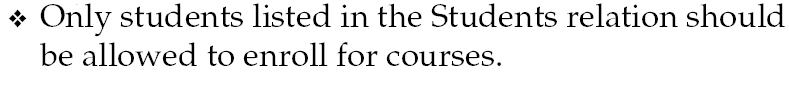 ❖ Only students listed in the Students relation should
be allowed to enroll for courses.